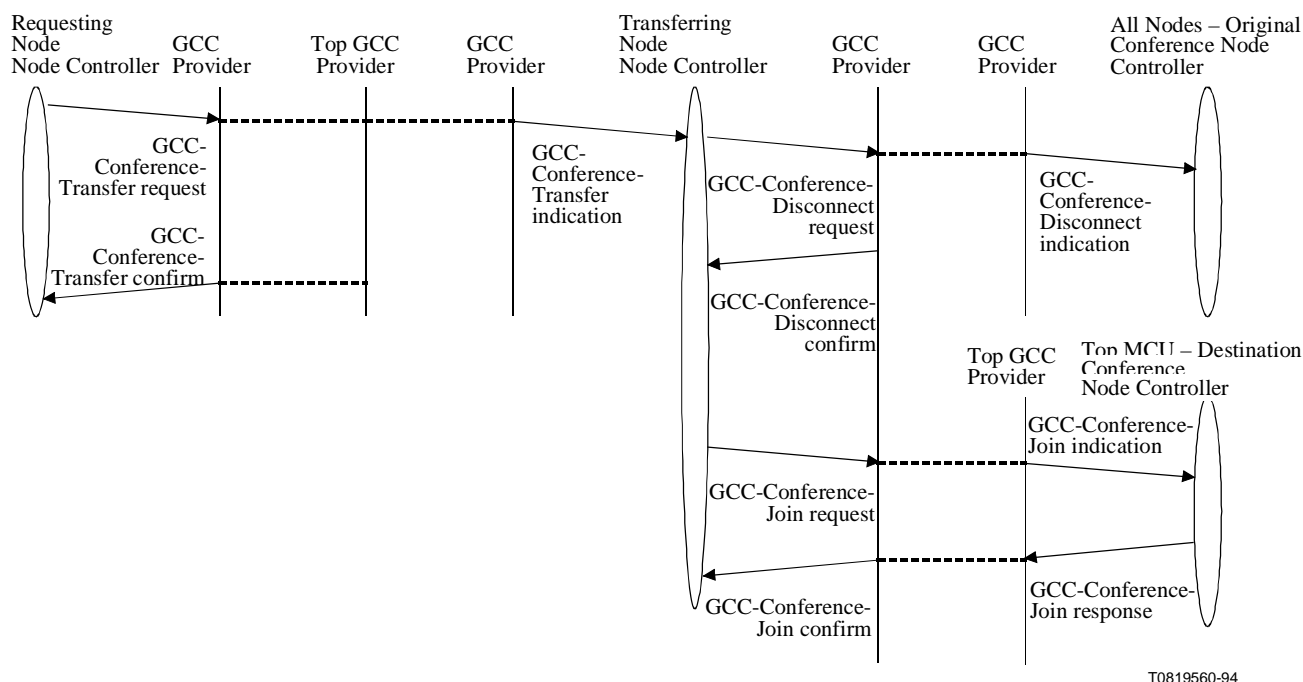 Requesting
Node
Node Controller
GCC
Provider
Top GCC
Provider
GCC
Provider
Transferring
Node
Node Controller
GCC
Provider
GCC
Provider
All Nodes – Original
Conference Node
Controller
GCC-
Conference-
Transfer request
GCC-
Conference-
Transfer
indication
GCC-Conference-
Disconnect
request
GCC-
Conference-
Disconnect
indication
GCC-
Conference-
Transfer confirm
GCC-Conference-
Disconnect
confirm
Top GCC
Provider
Top MCU – Destination
Conference
Node Controller
GCC-Conference-
Join indication
GCC-Conference-
Join request
GCC-Conference-
Join response
GCC-Conference-
Join confirm
T0819560-94